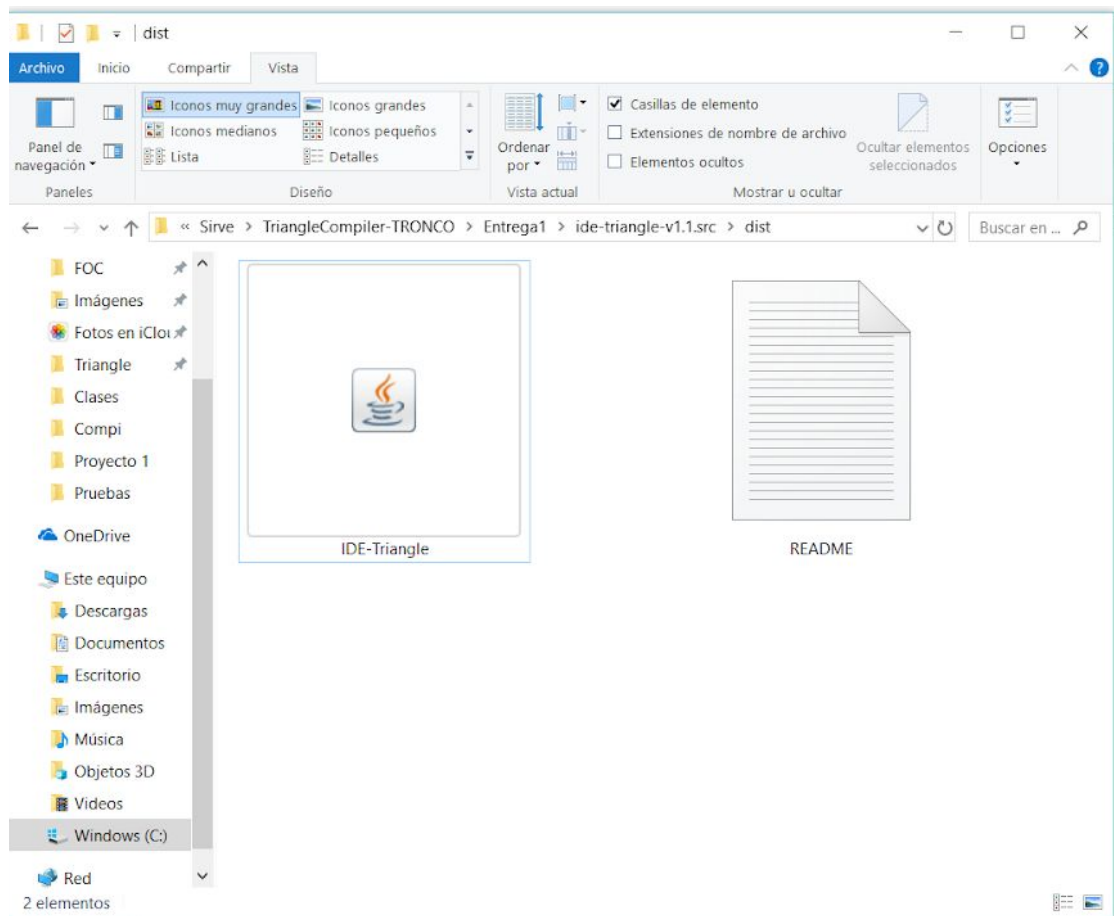 dist
Archivo Inicio Compartir Vista
Iconos muy grandes Iconos grandes
Iconos medianos Iconos pequeños
Lista Detalles
Panel de navegación
Ordenar por
Casillas de elemento
Extensiones de nombre de archivo
Elementos ocultos
Ocultar elementos seleccionados
Opciones
Paneles Diseño Vista actual Mostrar u ocultar
« Sirve > TriangleCompiler-TRONCO > Entrega1 > ide-triangle-v1.1.src > dist Buscar en ...
FOC
Imágenes
Fotos en iClou
Triangle
Clases
Compi
Proyecto 1
Pruebas
OneDrive
Este equipo
Descargas
Documentos
Escritorio
Imágenes
Música
Objetos 3D
Videos
Windows (C:)
Red
IDE-Triangle
README
2 elementos